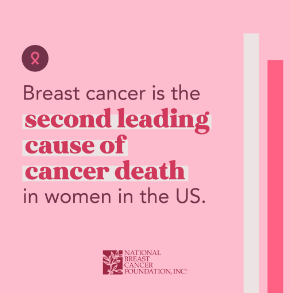 Breast cancer is the
second leading
cause of
cancer death
in women in the US.
NATIONAL
BREAST
CANCER
FOUNDATION, INC.®